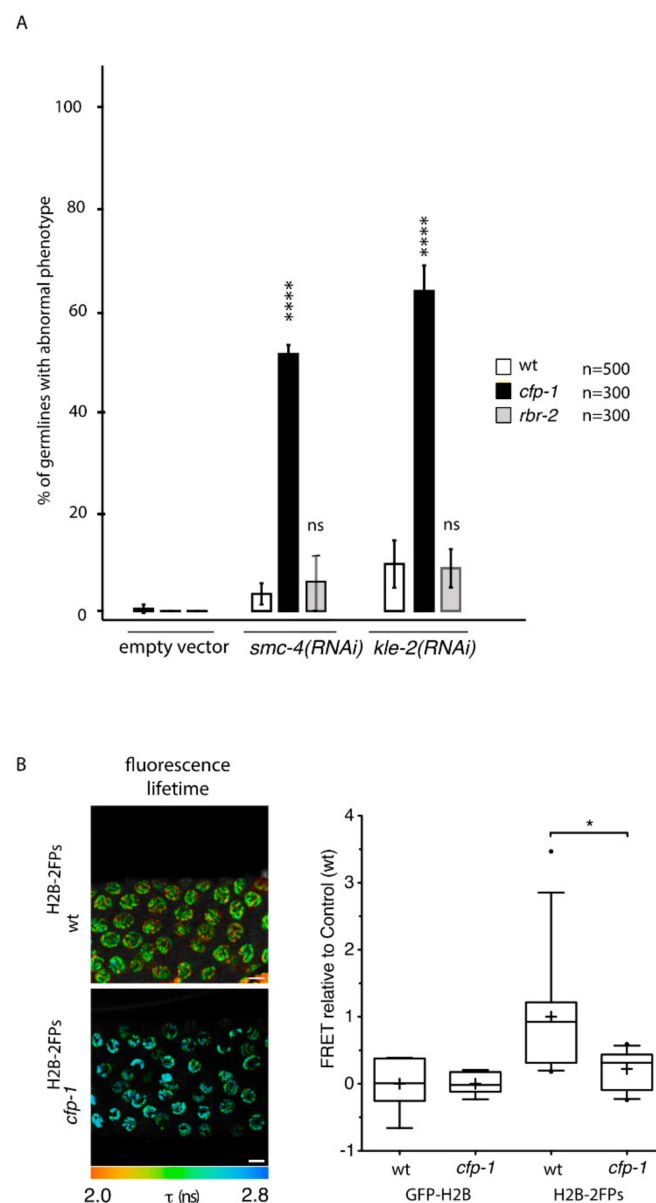 A
% of germlines with abnormal phenotype
100
80
60
40
20
0
****
ns
****
ns
wt n=500
cfp-1 n=300
rbr-2 n=300
empty vector smc-4(RNAi) kle-2(RNAi)
B
fluorescence
lifetime
H2B-2FPs
wt
H2B-2FPs
cfp-1
2.0 τ (ns) 2.8
FRET relative to Control (wt)
4
3
2
1
0
-1
*
wt cfp-1 wt cfp-1
GFP-H2B H2B-2FPs